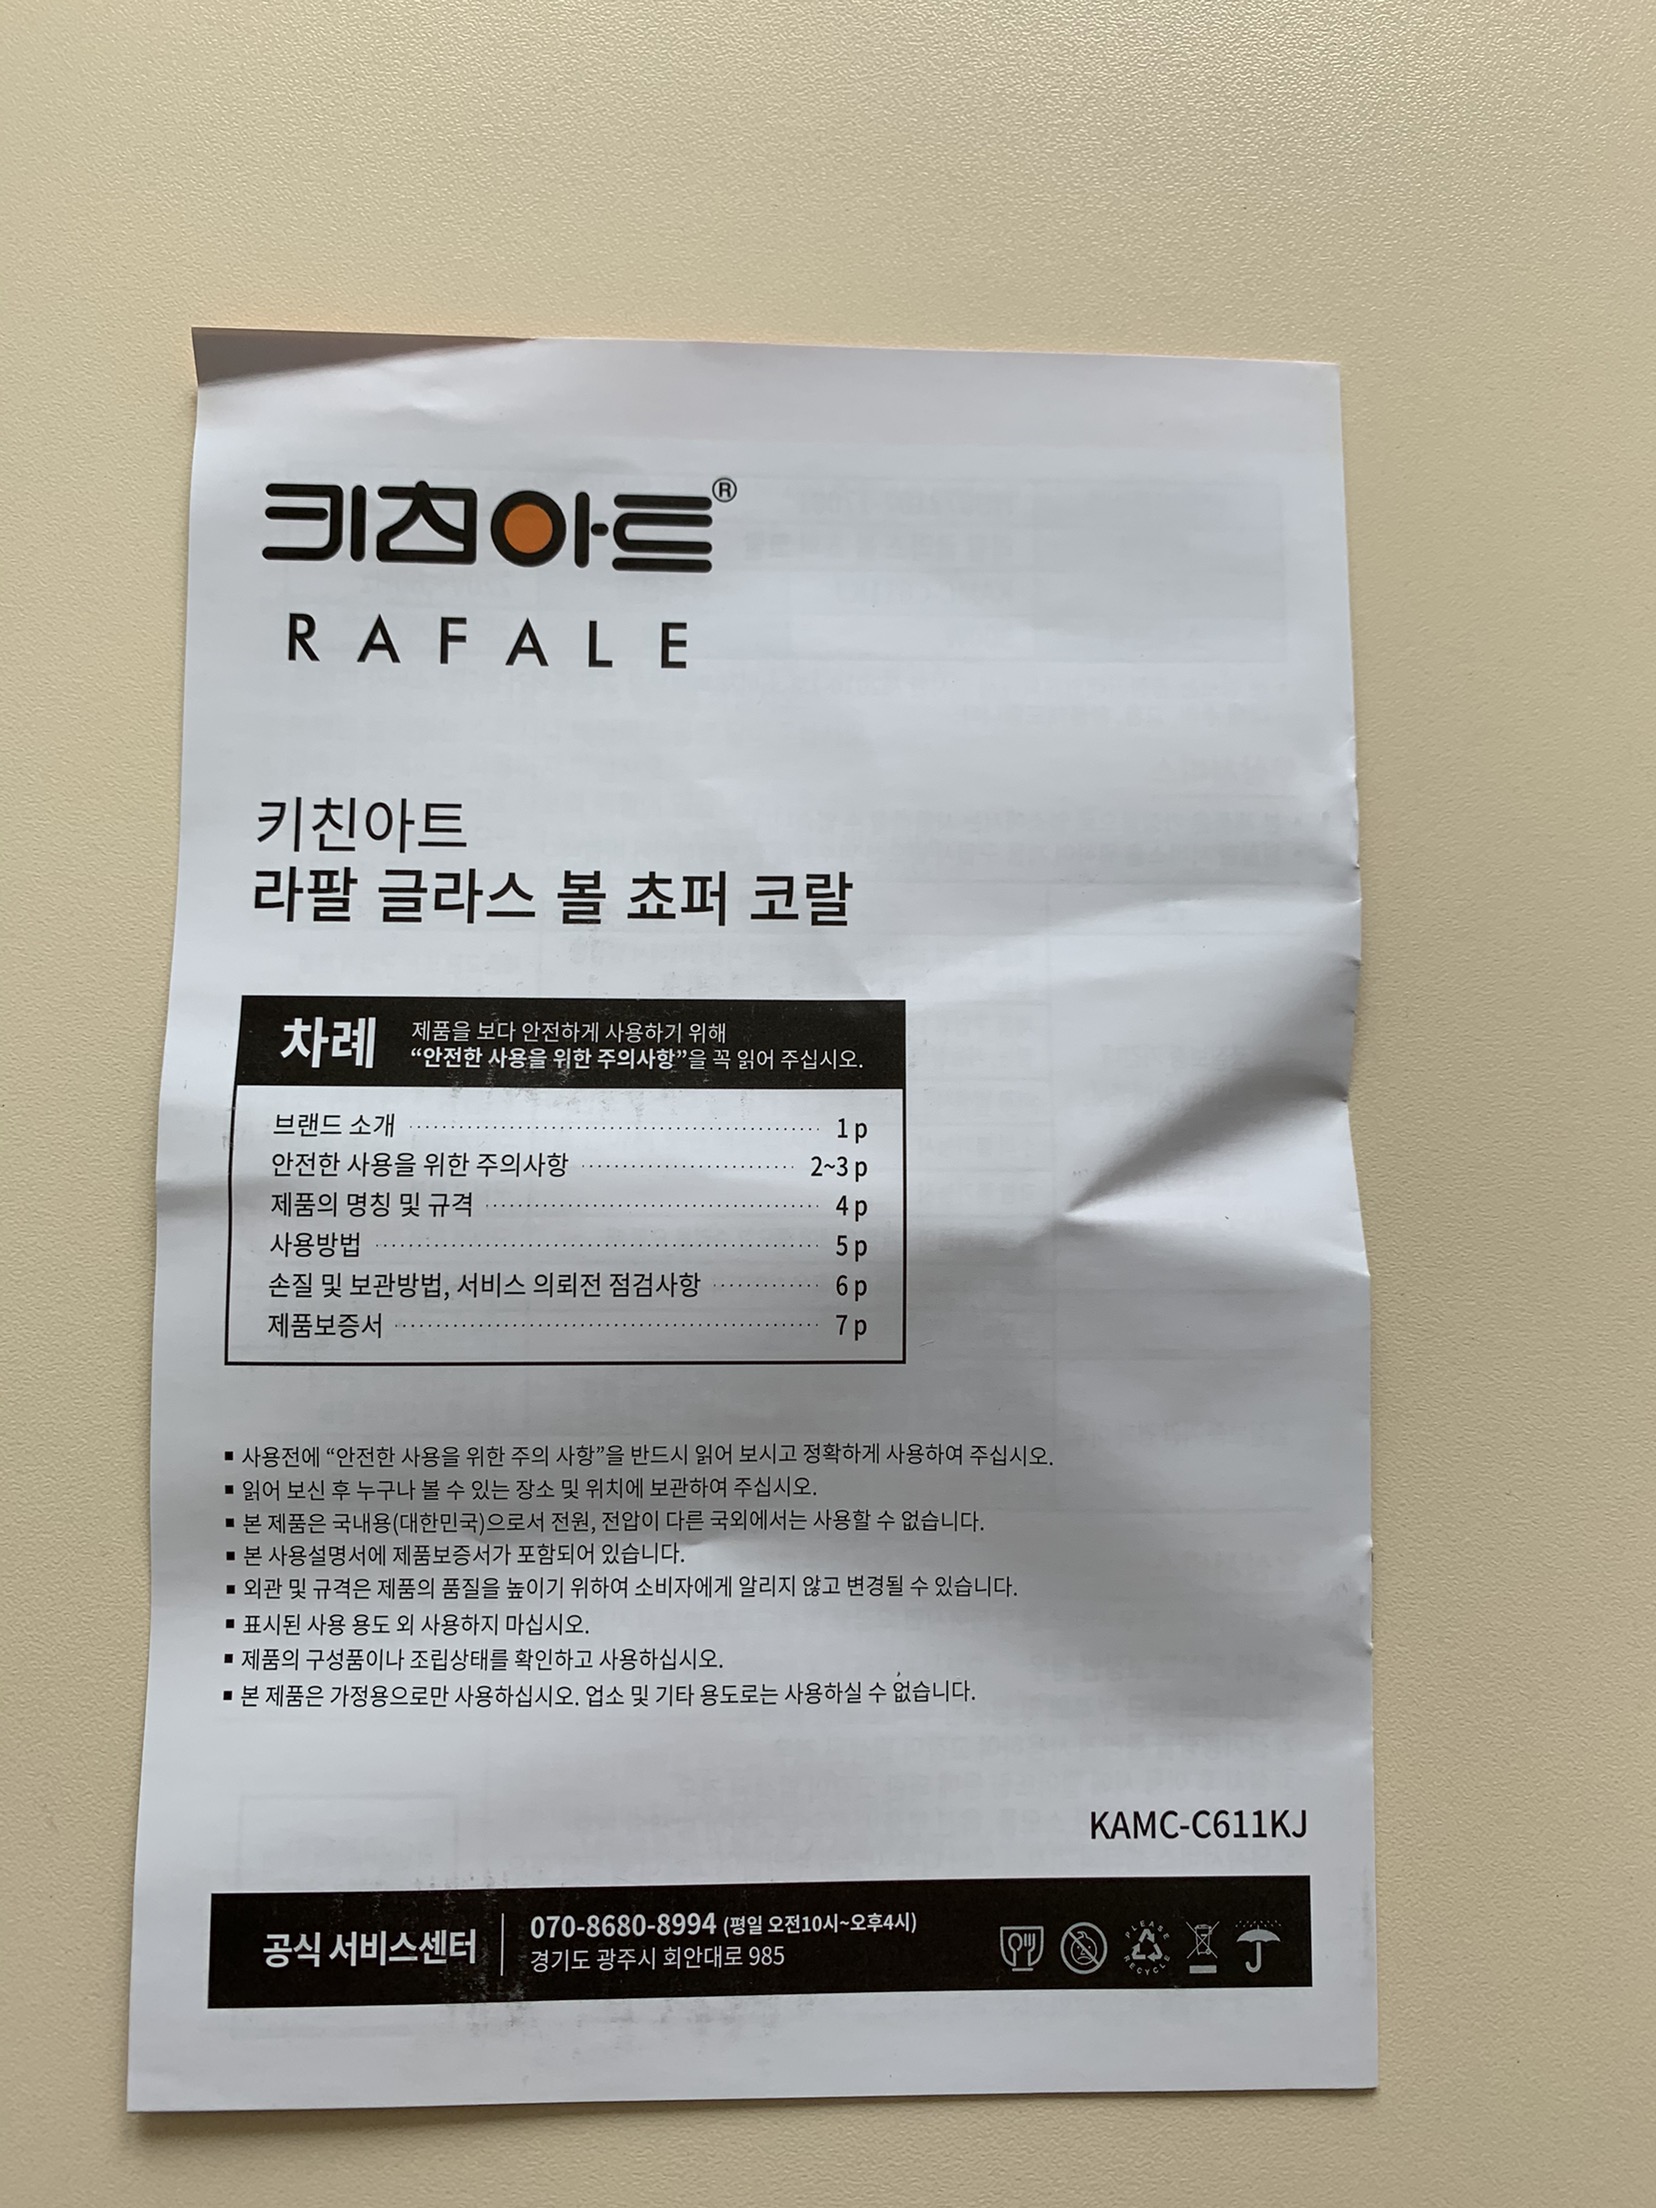 키친아트®
RAFALE
키친아트
라팔 글라스 볼 쵸퍼 코랄
차례
제품을 보다 안전하게 사용하기 위해
“안전한 사용을 위한 주의사항”을 꼭 읽어 주십시오.
브랜드 소개 1 p
안전한 사용을 위한 주의사항 2~3 p
제품의 명칭 및 규격 4 p
사용방법 5 p
손질 및 보관방법, 서비스 의뢰전 점검사항 6 p
제품보증서 7 p
▪ 사용전에 “안전한 사용을 위한 주의 사항”을 반드시 읽어 보시고 정확하게 사용하여 주십시오.
▪ 읽어 보신 후 누구나 볼 수 있는 장소 및 위치에 보관하여 주십시오.
▪ 본 제품은 국내용(대한민국)으로서 전원, 전압이 다른 국외에서는 사용할 수 없습니다.
▪ 본 사용설명서에 제품보증서가 포함되어 있습니다.
▪ 외관 및 규격은 제품의 품질을 높이기 위하여 소비자에게 알리지 않고 변경될 수 있습니다.
▪ 표시된 사용 용도 외 사용하지 마십시오.
▪ 제품의 구성품이나 조립상태를 확인하고 사용하십시오.
▪ 본 제품은 가정용으로만 사용하십시오. 업소 및 기타 용도로는 사용하실 수 없습니다.
KAMC-C611KJ
공식 서비스센터
070-8680-8994 (평일 오전10시~오후4시)
경기도 광주시 회안대로 985
PLEASE
RECYCLE